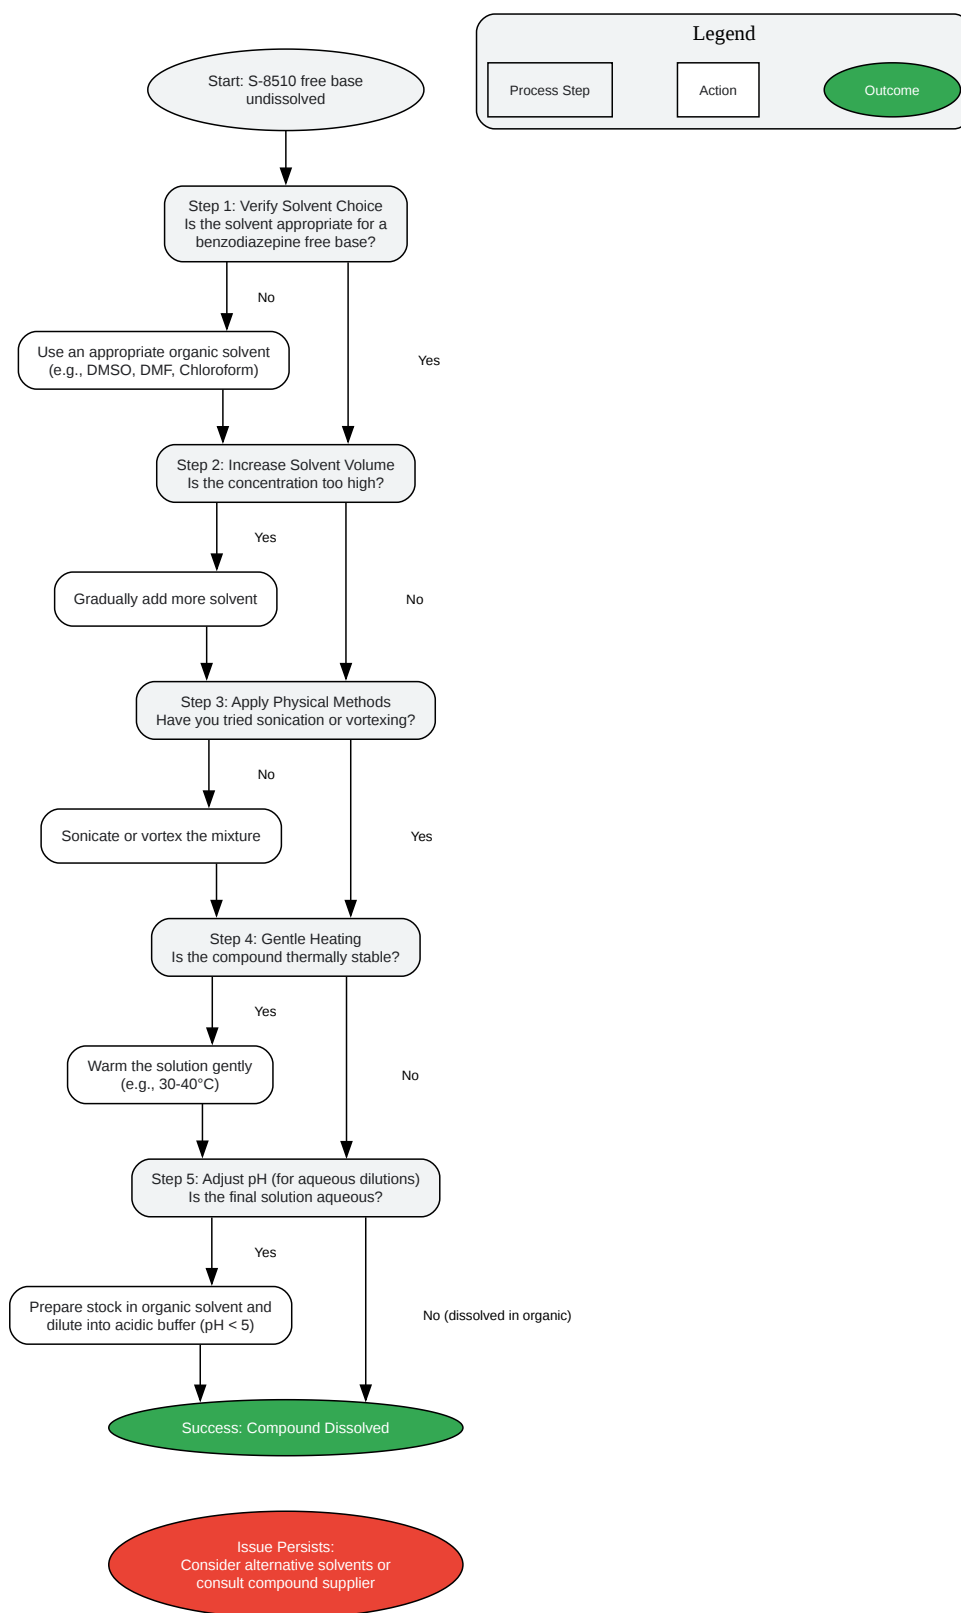 Legend
Process Step
Action
Outcome
Start: S-8510 free base
undissolved
Step 1: Verify Solvent Choice
Is the solvent appropriate for a
benzodiazepine free base?
No
Yes
Use an appropriate organic solvent
(e.g., DMSO, DMF, Chloroform)
Step 2: Increase Solvent Volume
Is the concentration too high?
Yes
No
Gradually add more solvent
Step 3: Apply Physical Methods
Have you tried sonication or vortexing?
No
Yes
Sonicate or vortex the mixture
Step 4: Gentle Heating
Is the compound thermally stable?
Yes
No
Warm the solution gently
(e.g., 30-40°C)
Step 5: Adjust pH (for aqueous dilutions)
Is the final solution aqueous?
Yes
No (dissolved in organic)
Prepare stock in organic solvent and
dilute into acidic buffer (pH < 5)
Success: Compound Dissolved
Issue Persists:
Consider alternative solvents or
consult compound supplier